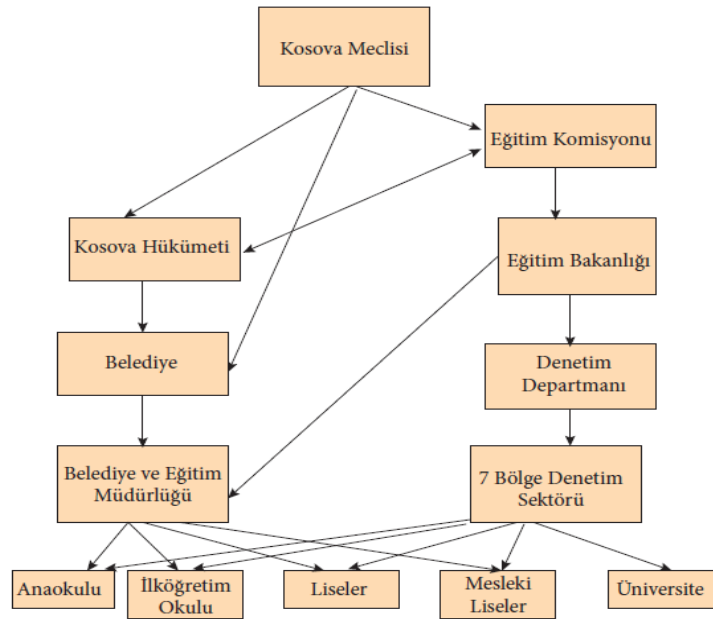 Kosova Meclisi
Eğitim Komisyonu
Kosova Hükümeti
Eğitim Bakanlığı
Belediye
Denetim
Departmanı
Belediye ve Eğitim
Müdürlüğü
7 Bölge Denetim
Sektörü
Anaokulu
İlköğretim
Okulu
Liseler
Mesleki
Liseler
Üniversite